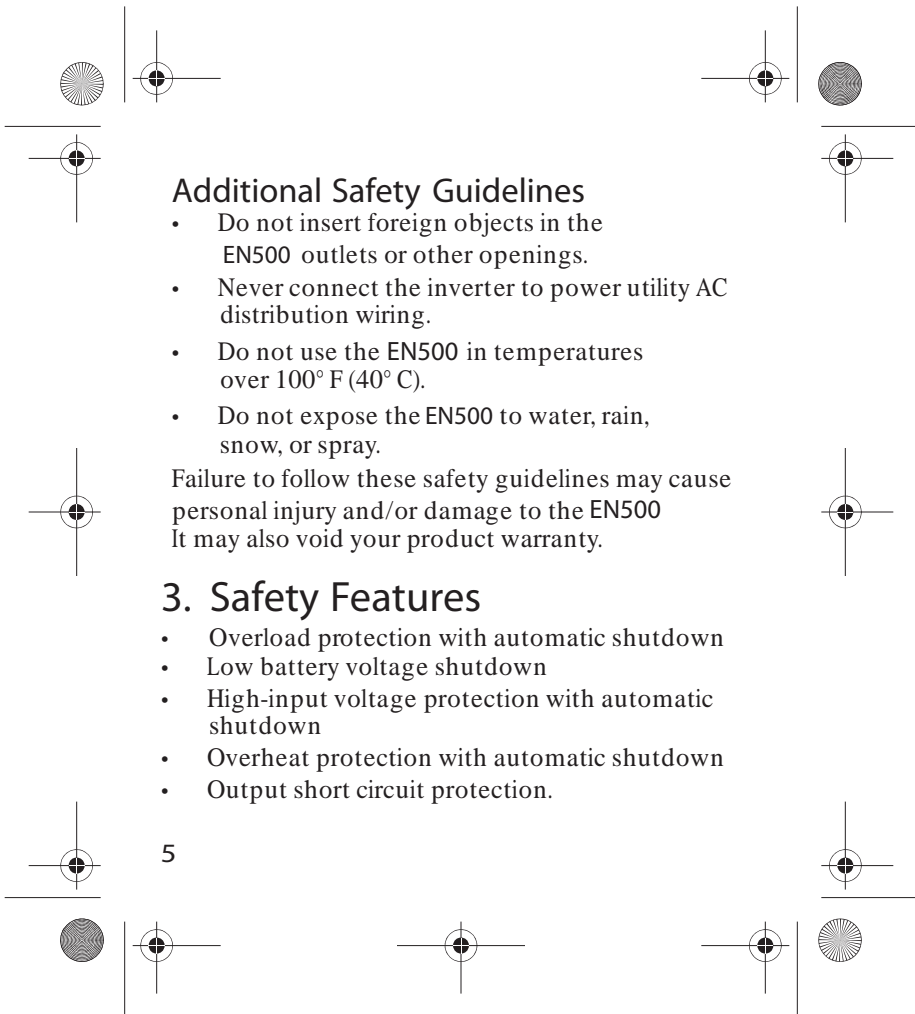 Additional Safety Guidelines
• Do not insert foreign objects in the
EN500 outlets or other openings.
• Never connect the inverter to power utility AC
distribution wiring.
• Do not use the EN500 in temperatures
over 100° F (40° C).
• Do not expose the EN500 to water, rain,
snow, or spray.
Failure to follow these safety guidelines may cause
personal injury and/or damage to the EN500
It may also void your product warranty.
3. Safety Features
• Overload protection with automatic shutdown
• Low battery voltage shutdown
• High-input voltage protection with automatic
shutdown
• Overheat protection with automatic shutdown
• Output short circuit protection.
5